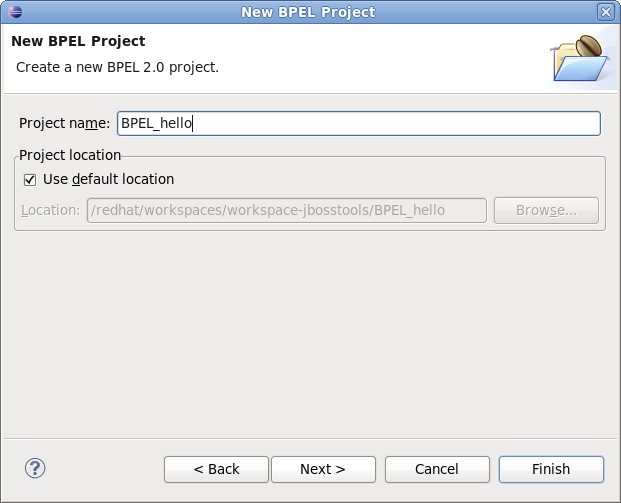 New BPEL Project
New BPEL Project
Create a new BPEL 2.0 project.
Project name: BPEL_hello
Project location
Use default location
Location: /redhat/workspaces/workspace-jbosstools/BPEL_hello Browse...
? < Back Next > Cancel Finish